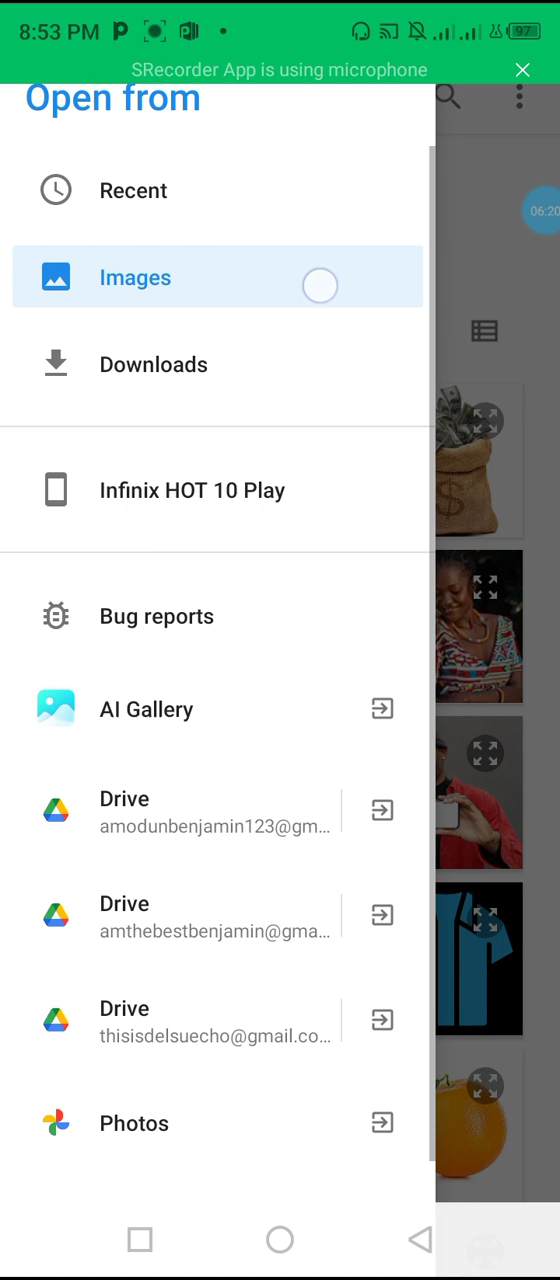 8:53 PM
97
SRecorder App is using microphone
Open from
Recent
06:20
Images
Downloads
Infinix HOT 10 Play
$
Bug reports
AI Gallery
Drive
amodunbenjamin123@gm...
Drive
amthebestbenjamin@gma...
Drive
thisisdelsuecho@gmail.co...
Photos